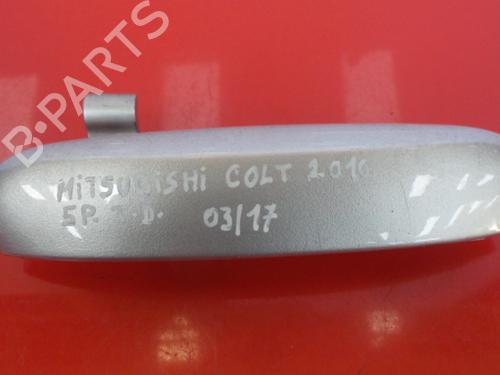 B-PARTS
MiTSUBiSHi COLT 2010
5P. T.D. 03/17